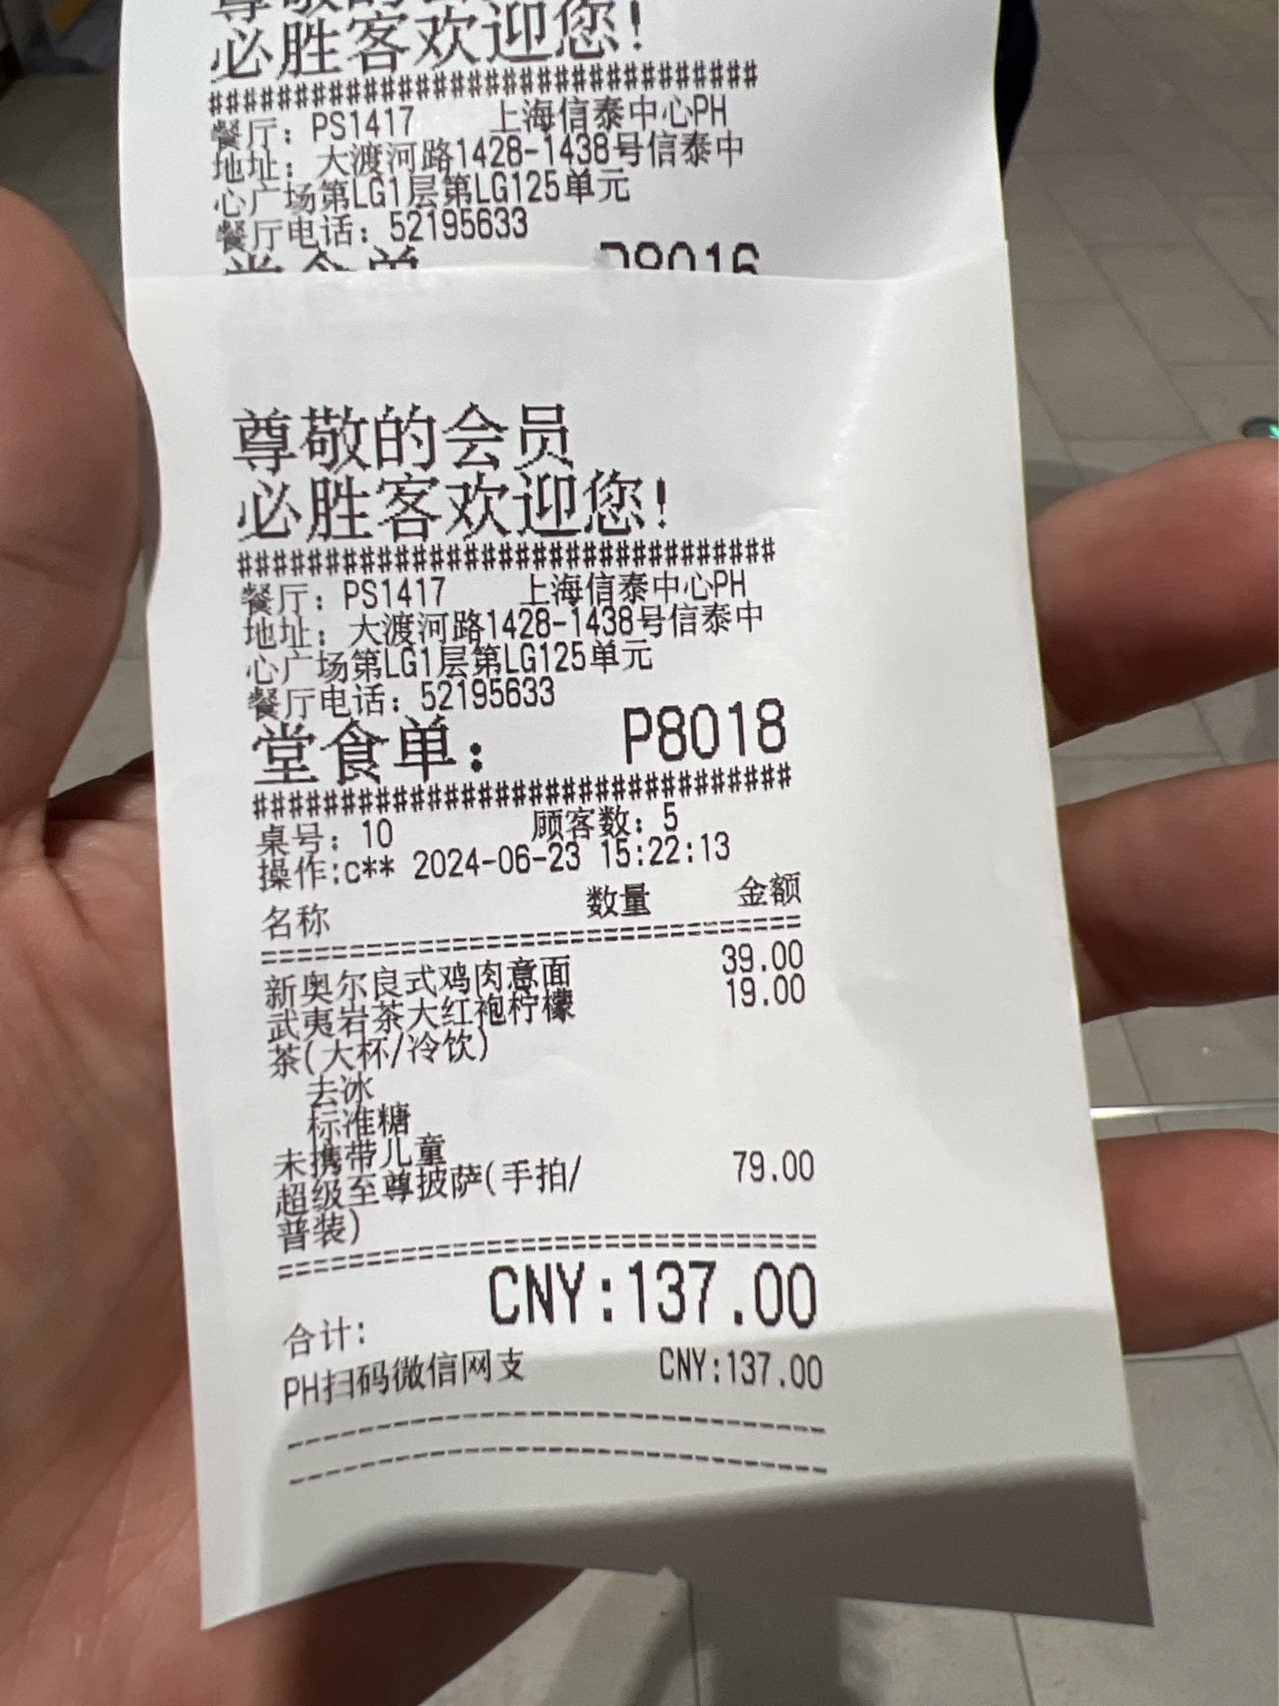 尊敬的会
必胜客欢迎您!
################################
餐厅: PS1417 上海信泰中心PH
地址: 大渡河路1428-1438号信泰中
心广场第LG1层第LG125单元
餐厅电话: 52195633
堂食单 P8016
尊敬的会员
必胜客欢迎您!
################################
餐厅: PS1417 上海信泰中心PH
地址: 大渡河路1428-1438号信泰中
心广场第LG1层第LG125单元
餐厅电话: 52195633
堂食单: P8018
################################
桌号: 10 顾客数: 5
操作:c** 2024-06-23 15:22:13
名称 数量 金额
================================
新奥尔良式鸡肉意面 39.00
武夷岩茶大红袍柠檬 19.00
茶(大杯/冷饮)
去冰
标准糖
未携带儿童
超级至尊披萨(手拍/ 79.00
普装)
================================
合计: CNY:137.00
PH扫码微信网支 CNY:137.00
--------------------------------
--------------------------------